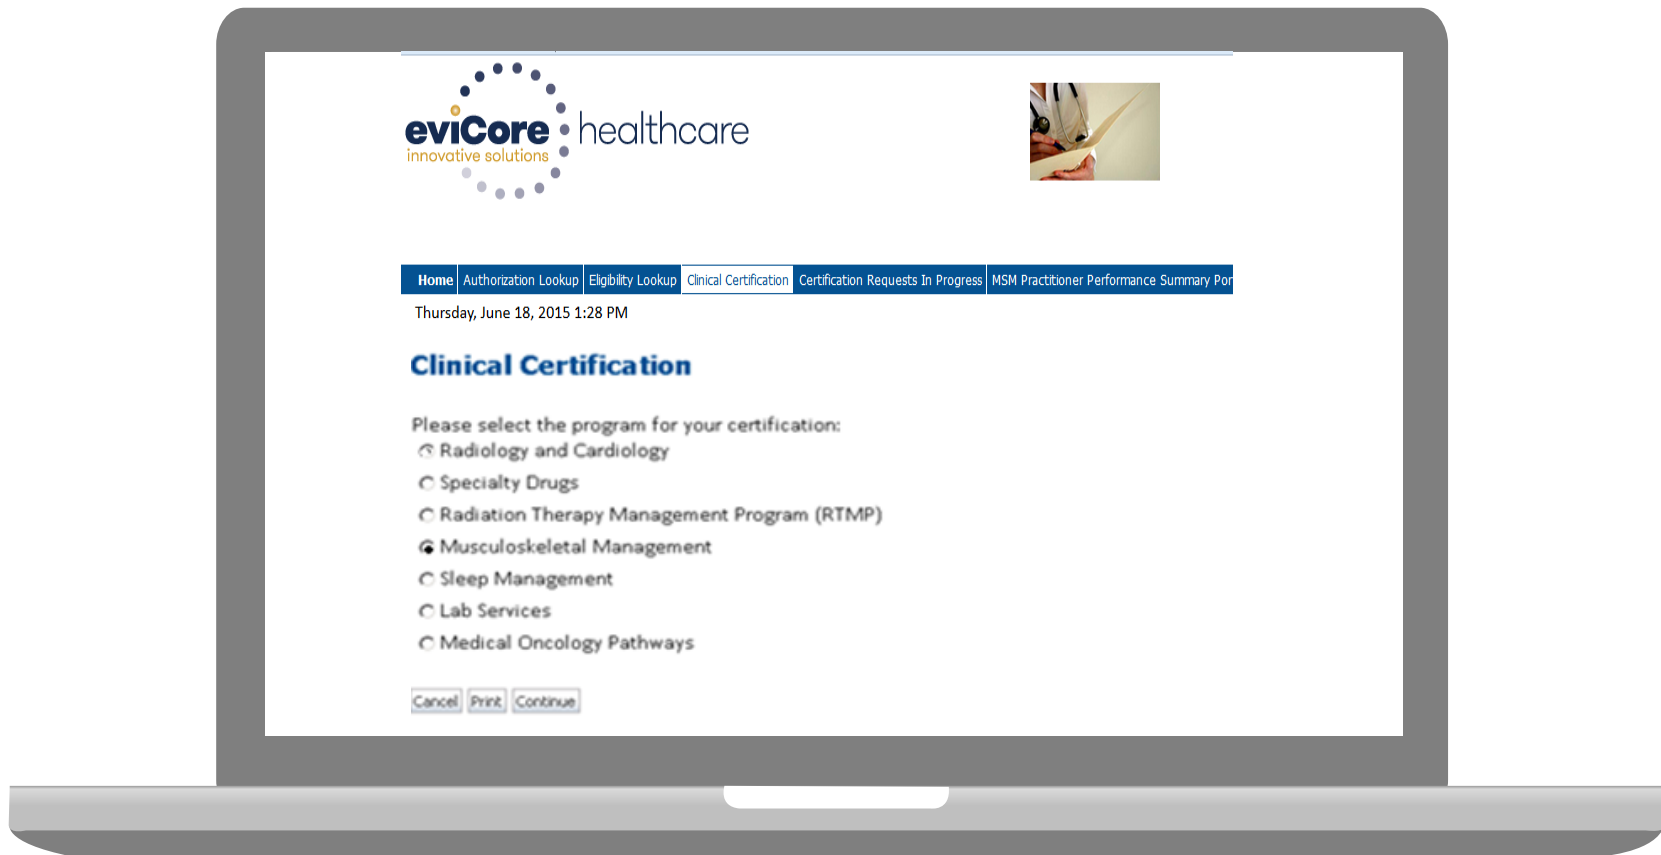 eviCore healthcare
innovative solutions
Home Authorization Lookup Eligibility Lookup Clinical Certification Certification Requests In Progress MSM Practitioner Performance Summary Por
Thursday, June 18, 2015 1:28 PM
Clinical Certification
Please select the program for your certification:
Radiology and Cardiology
Specialty Drugs
Radiation Therapy Management Program (RTMP)
Musculoskeletal Management
Sleep Management
Lab Services
Medical Oncology Pathways
Cancel Print Continue